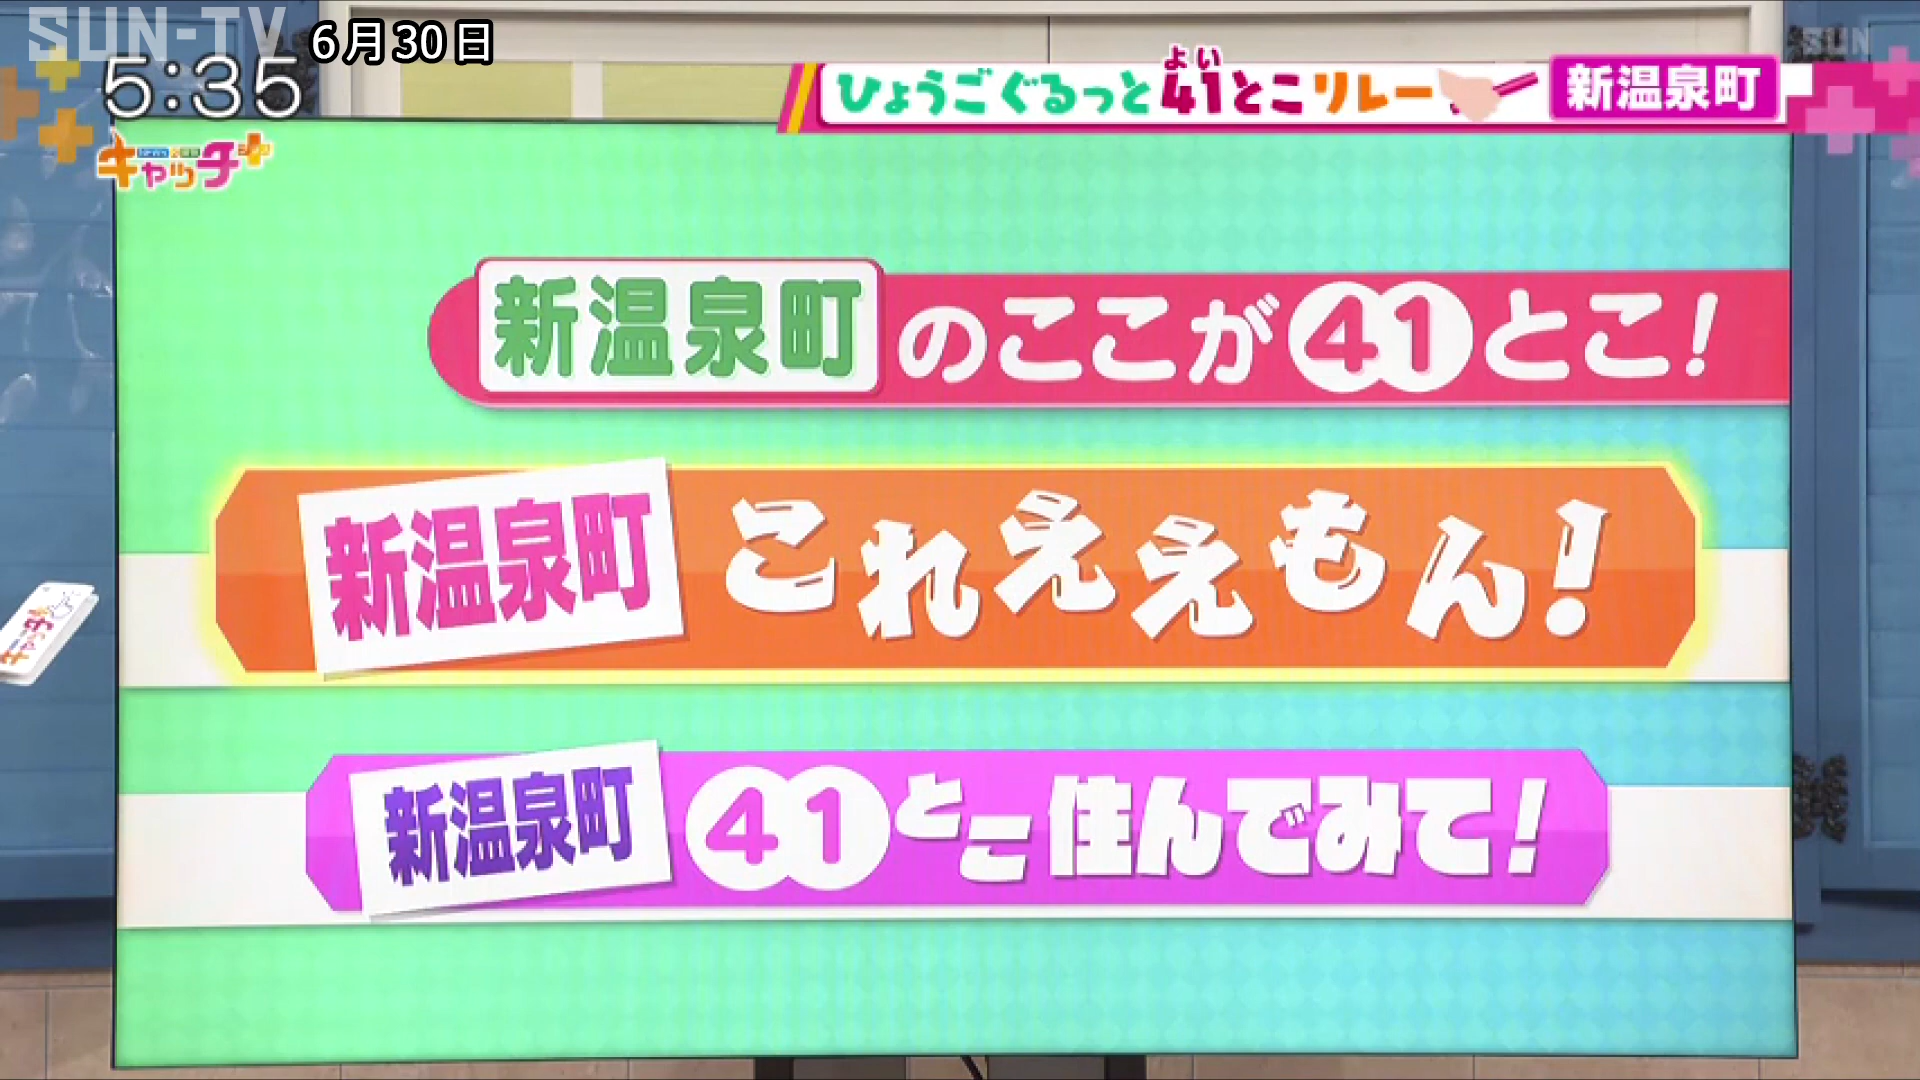 SUN-TV
6月30日
5:35
キャッチ+
よい
ひょうごぐるっと41とこリレー
新温泉町
SUN
新温泉町のここが41とこ!
新温泉町 これええもん!
新温泉町 41とこ住んでみて!